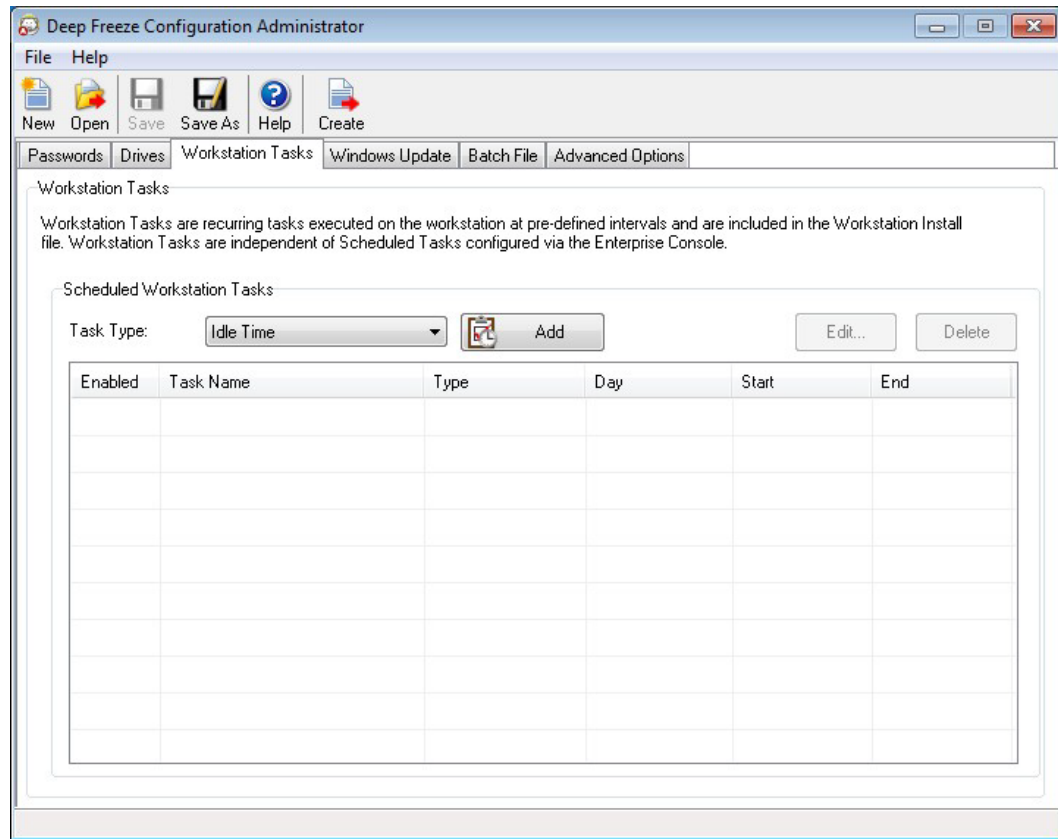 Deep Freeze Configuration Administrator
File Help
New Open Save Save As Help Create
Passwords Drives Workstation Tasks Windows Update Batch File Advanced Options
Workstation Tasks
Workstation Tasks are recurring tasks executed on the workstation at pre-defined intervals and are included in the Workstation Install
file. Workstation Tasks are independent of Scheduled Tasks configured via the Enterprise Console.
Scheduled Workstation Tasks
Task Type: Idle Time Add Edit... Delete
Enabled Task Name Type Day Start End